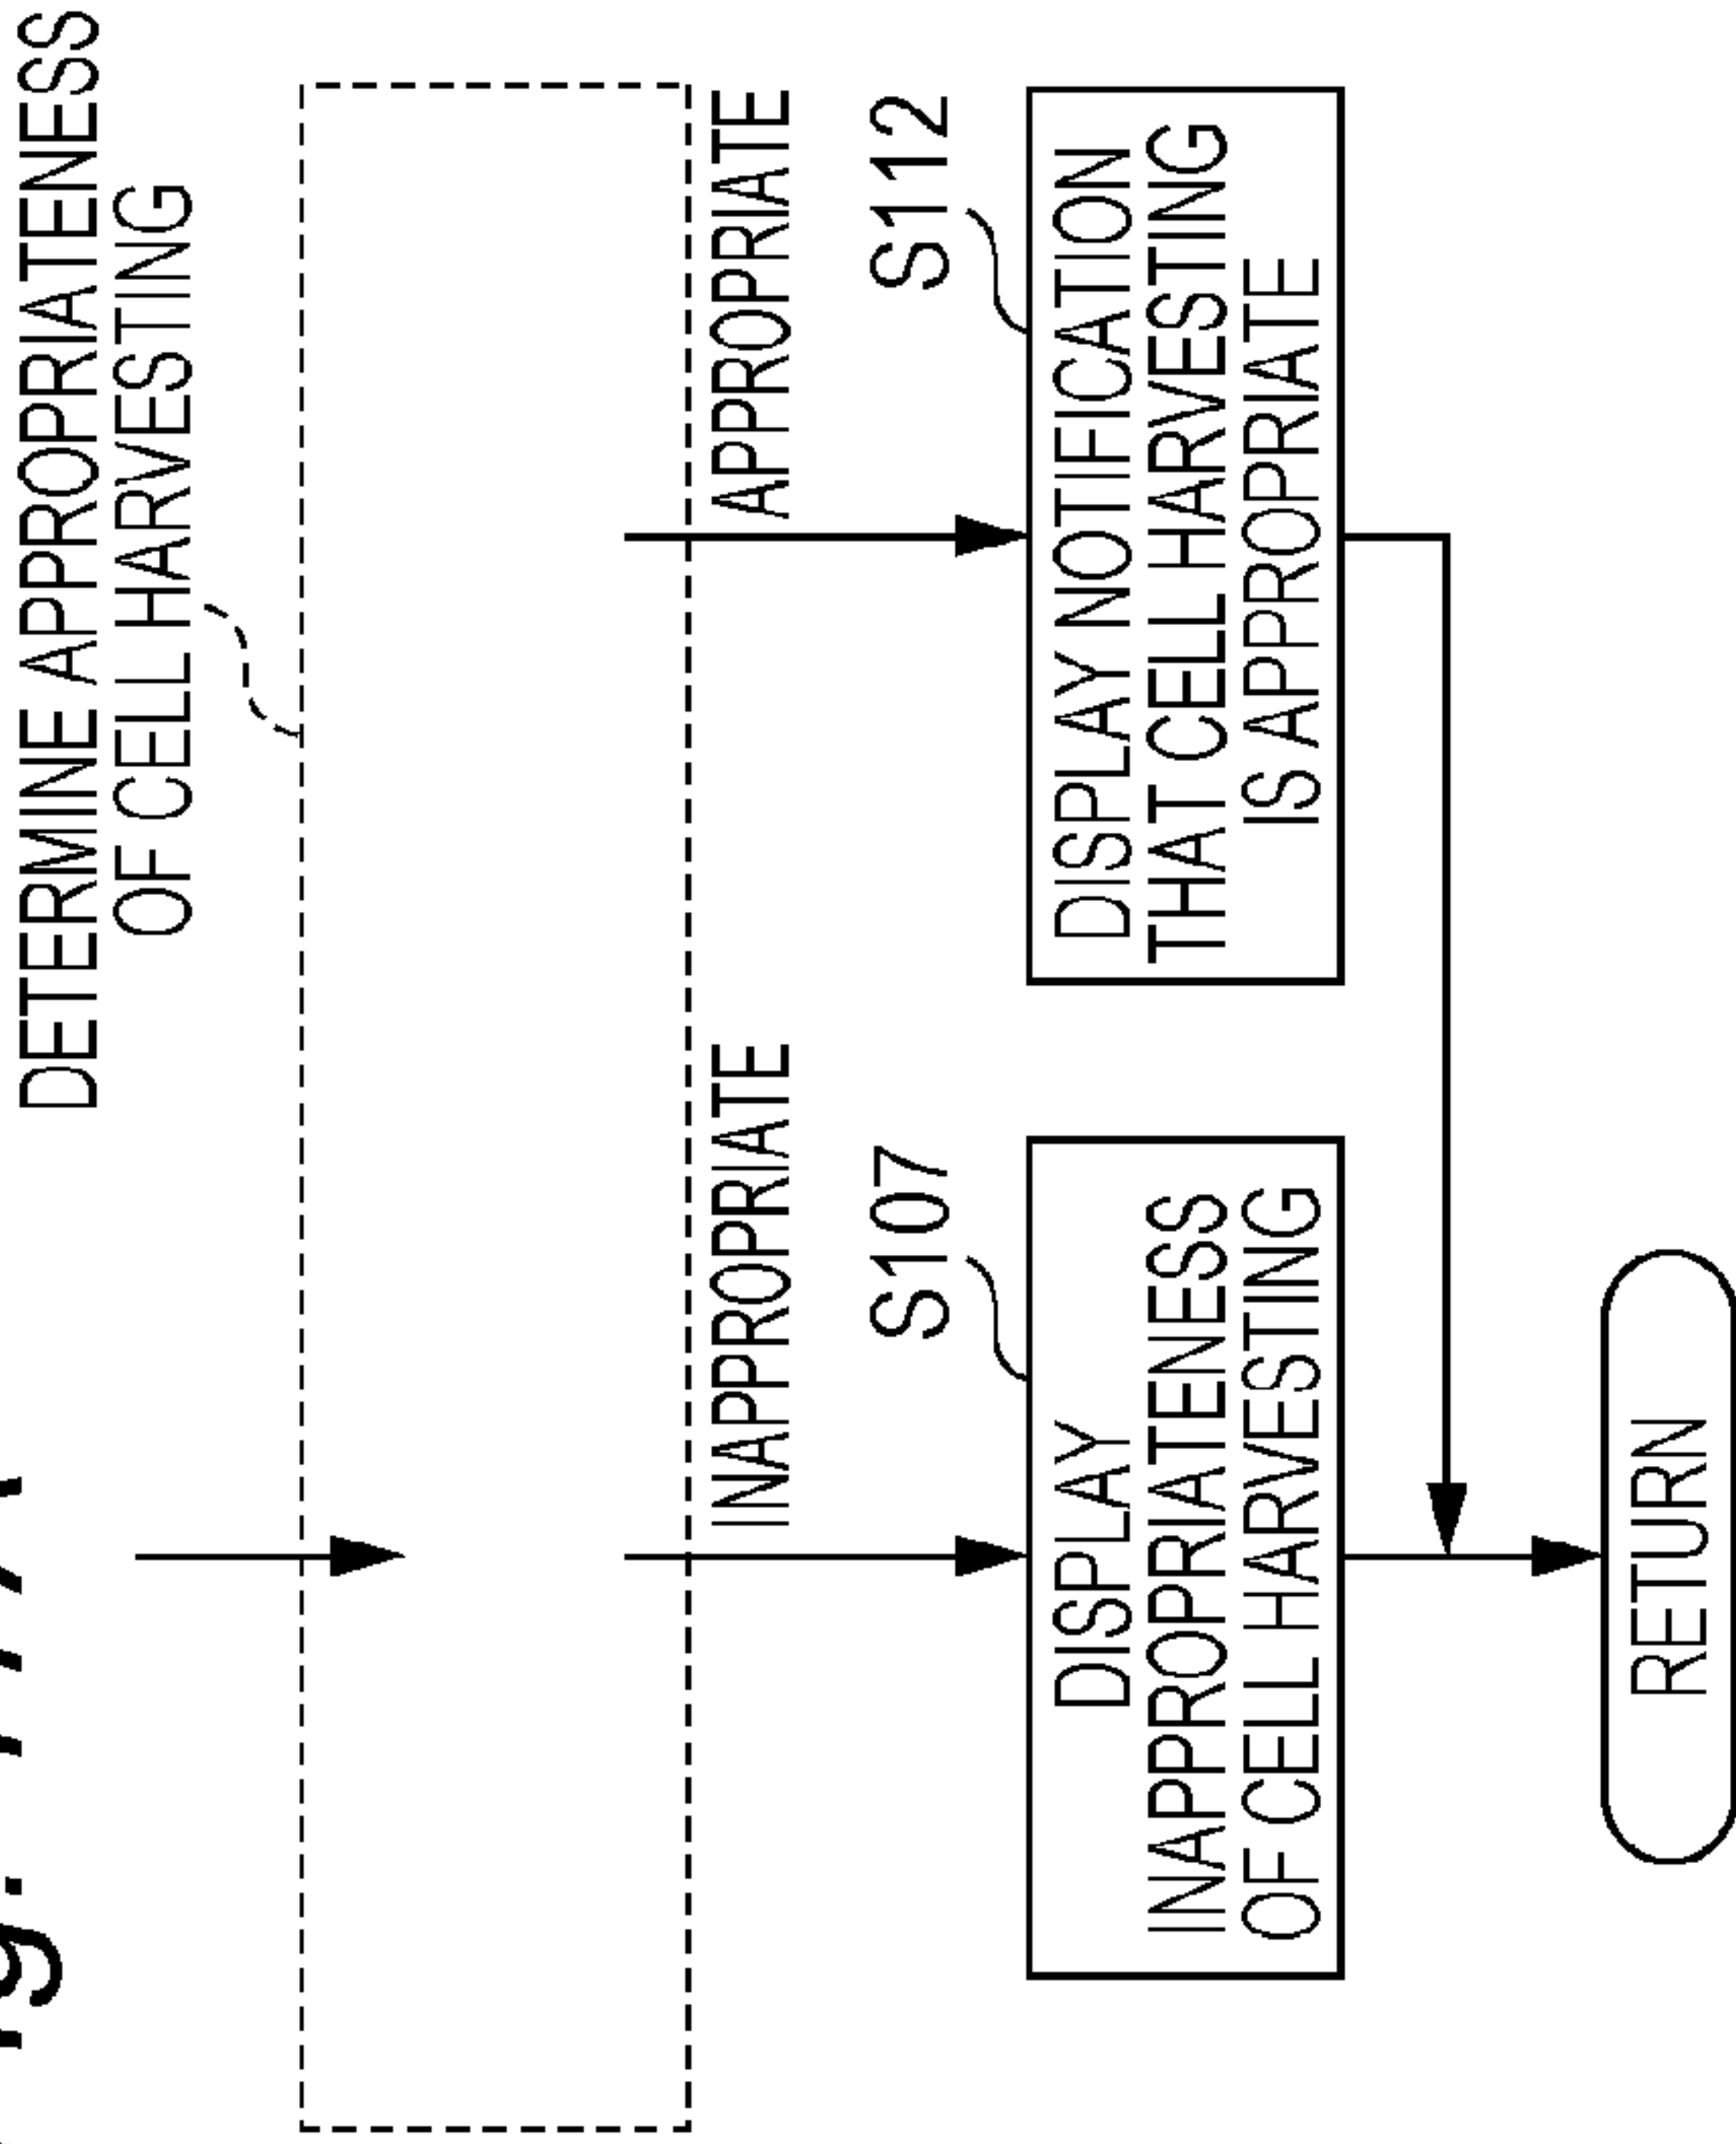 DETERMINE APPROPRIATENESS
OF CELL HARVESTING
INAPPROPRIATE
APPROPRIATE
S107
S112
DISPLAY
INAPPROPRIATENESS
OF CELL HARVESTING
DISPLAY NOTIFICATION
THAT CELL HARVESTING
IS APPROPRIATE
RETURN